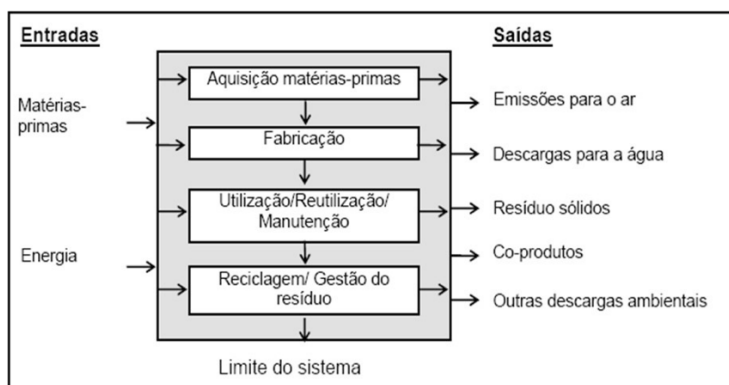 Entradas
Saídas
Aquisição matérias-primas
Matérias-
primas
Emissões para o ar
Fabricação
Descargas para a água
Utilização/Reutilização/
Manutenção
Resíduo sólidos
Energia
Co-produtos
Reciclagem/ Gestão do
resíduo
Outras descargas ambientais
Limite do sistema